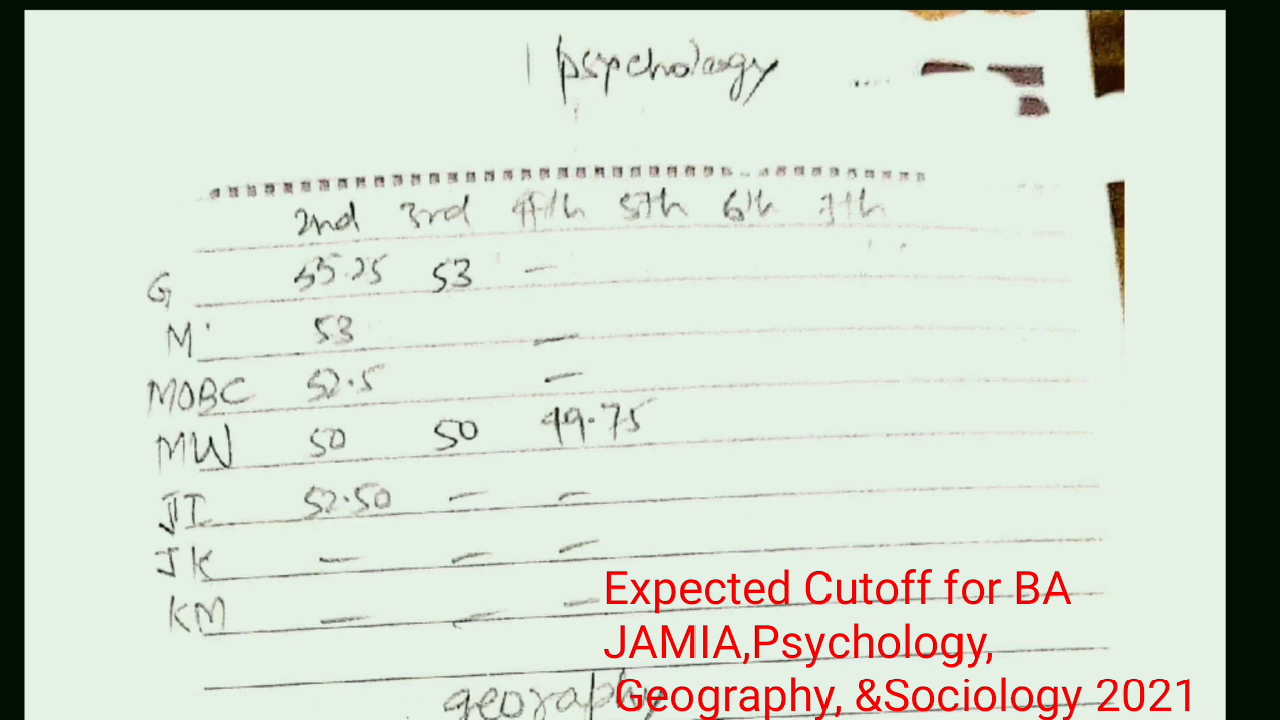 psychology
2nd 3rd 4th 5th 6th 7th
G 55.25 53 —
M 53 —
MOBC 52.5 —
MW 50 50 49.75
JI 52.50 — —
JK — — —
KM — — —
Expected Cutoff for BA
JAMIA,Psychology,
geography
Geography, &Sociology 2021